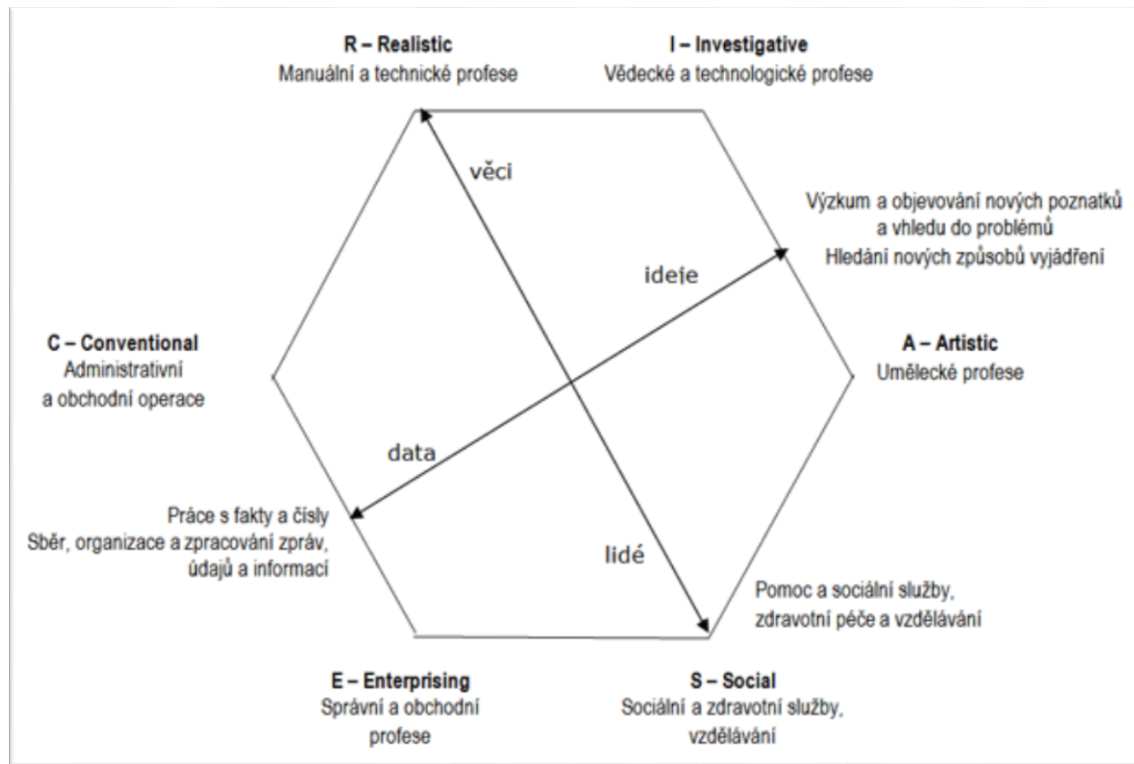 R – Realistic
Manuální a technické profese
I – Investigative
Vědecké a technologické profese
věci
Výzkum a objevování nových poznatků
a vhledu do problémů
Hledání nových způsobů vyjádření
ideje
C – Conventional
Administrativní
a obchodní operace
A – Artistic
Umělecké profese
data
Práce s fakty a čísly
Sběr, organizace a zpracování zpráv,
údajů a informací
lidé
Pomoc a sociální služby,
zdravotní péče a vzdělávání
E – Enterprising
Správní a obchodní
profese
S – Social
Sociální a zdravotní služby,
vzdělávání